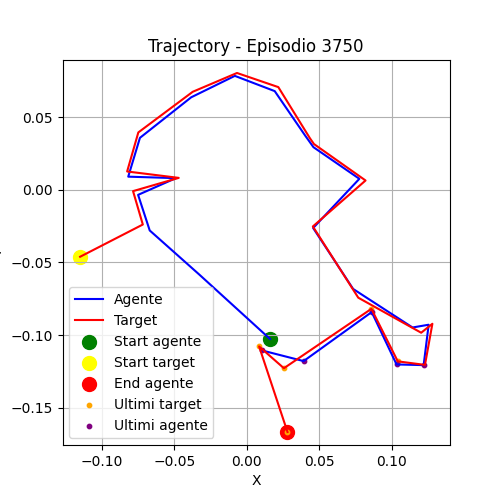 Trajectory - Episodio 3750
0.05
0.00
−0.05
−0.10
−0.15
Agente
Target
Start agente
Start target
End agente
Ultimi target
Ultimi agente
−0.10 −0.05 0.00 0.05 0.10
X